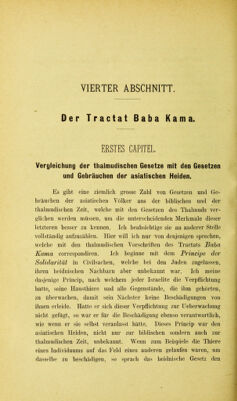 VIERTER ABSCHNITT.
Der Tractat Baba Kama.
ERSTES CAPITEL.
Vergleichung der thalmudischen Gesetze mit den Gesetzen
und Gebräuchen der asiatischen Heiden.
Es gibt eine ziemlich grosse Zahl von Gesetzen und Ge-
bräuchen der asiatischen Völker aus der biblischen und der
thalmudischen Zeit, welche mit den Gesetzen des Thalmuds ver-
glichen werden müssen, um die unterscheidenden Merkmale dieser
letzteren besser zu kennen. Ich beabsichtige sie an anderer Stelle
vollständig aufzuzählen. Hier will ich nur von denjenigen sprechen,
welche mit den thalmudischen Vorschriften des Tractats Baba
Kama correspondiren. Ich beginne mit dem Principe der
Solidarität in Civilsachen, welche bei den Juden zugelassen,
ihren heidnischen Nachbarn aber unbekannt war. Ich meine
dasjenige Princip, nach welchem jeder Israelite die Verpflichtung
hatte, seine Hausthiere und alle Gegenstände, die ihm gehören,
zu überwachen, damit sein Nächster keine Beschädigungen von
ihnen erleidet. Hatte er seine Verpflichtung zur Ueberwachung
nicht gefügt, so war er für die Beschädigung ebenso verantwortlich,
wie wenn er sie selbst veranlasst hätte. Dieses Princip war den
asiatischen Heiden unbekannt, nicht nur zur biblischen sondern auch zur
thalmudischen Zeit unbekannt. Wenn zum Beispiele die Thiere
eines Individuums auf das Feld eines anderen gelaufen waren, um
dasselbe zu beschädigen, so sprach das heidnische Gesetz den